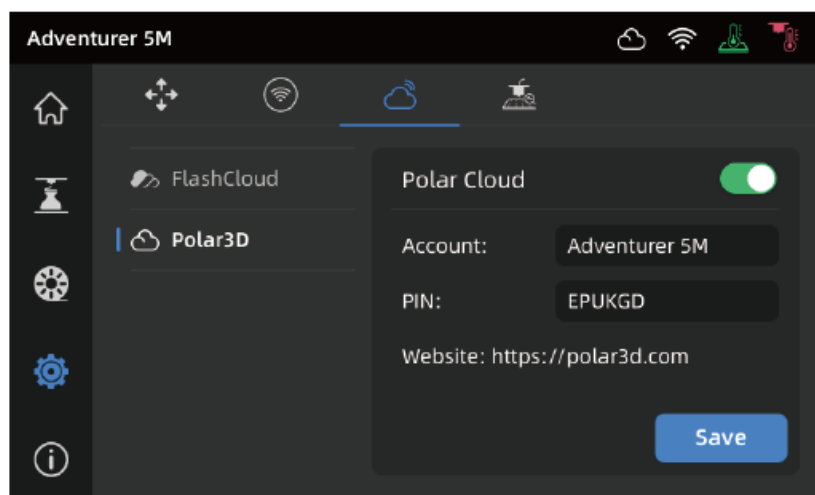 Adventurer 5M
FlashCloud
Polar3D
Polar Cloud
Account: Adventurer 5M
PIN: EPUKGD
Website: https://polar3d.com
Save